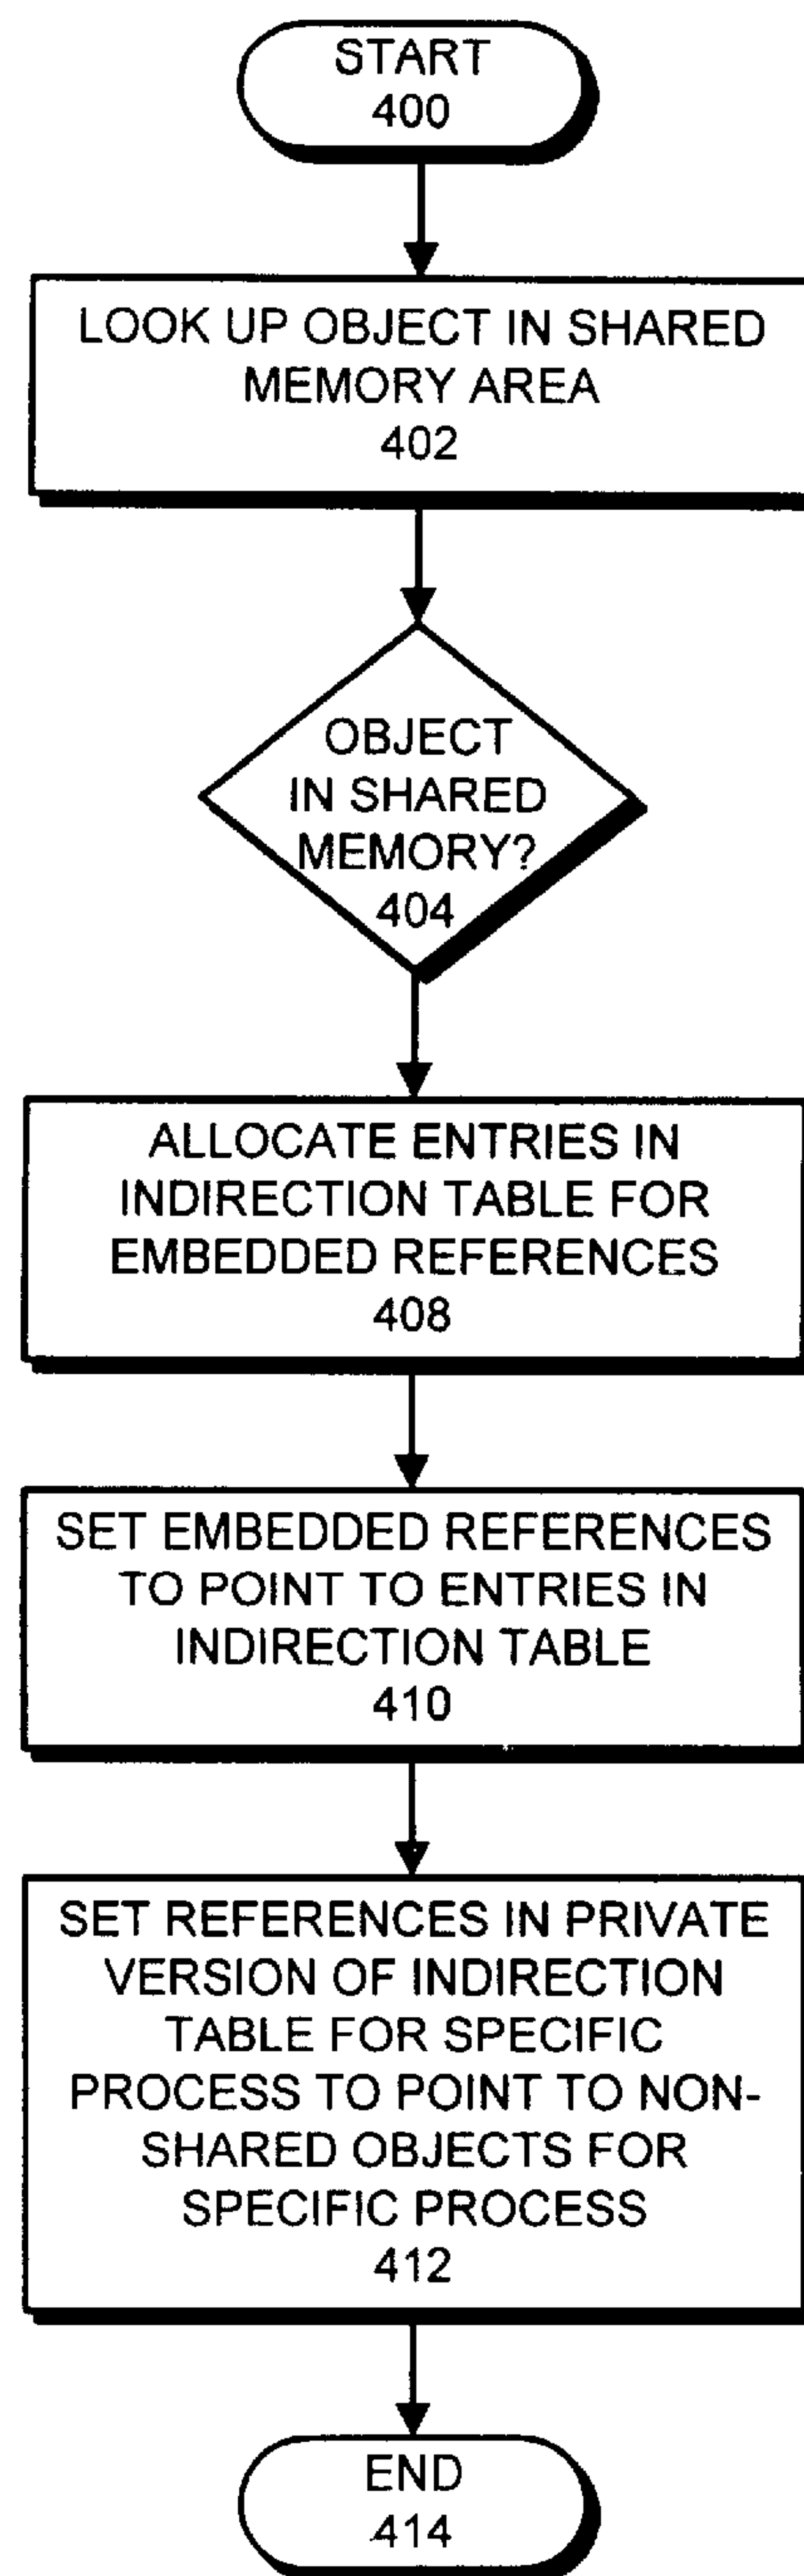 START
400
LOOK UP OBJECT IN SHARED
MEMORY AREA
402
OBJECT
IN SHARED
MEMORY?
404
ALLOCATE ENTRIES IN
INDIRECTION TABLE FOR
EMBEDDED REFERENCES
408
SET EMBEDDED REFERENCES
TO POINT TO ENTRIES IN
INDIRECTION TABLE
410
SET REFERENCES IN PRIVATE
VERSION OF INDIRECTION
TABLE FOR SPECIFIC
PROCESS TO POINT TO NON-
SHARED OBJECTS FOR
SPECIFIC PROCESS
412
END
414